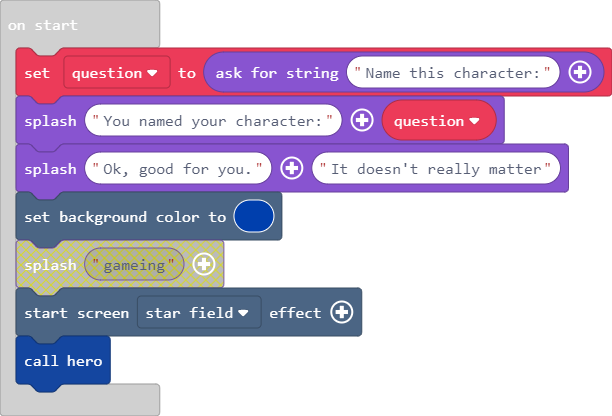 on start
set question to ask for string "Name this character:"
splash "You named your character:" question
splash "Ok, good for you." "It doesn't really matter"
set background color to
splash "gameing"
start screen star field effect
call hero